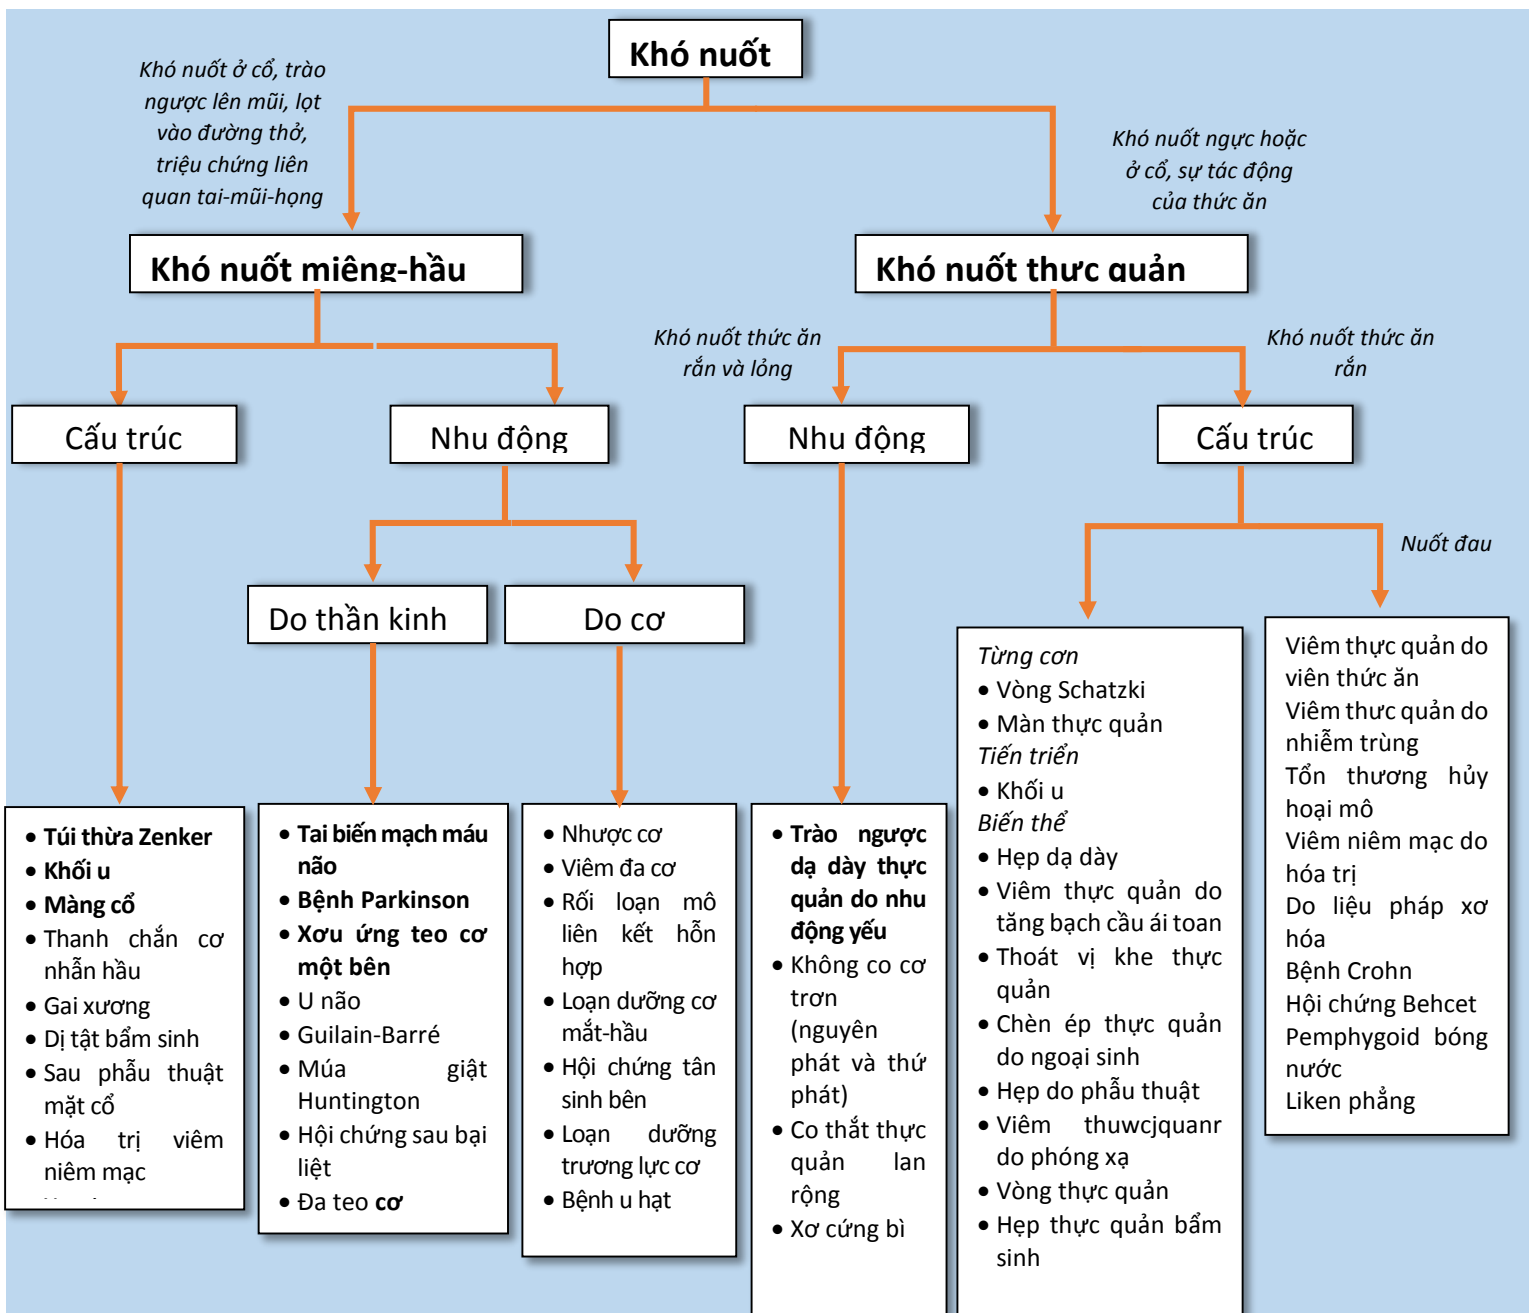 Khó nuốt
Khó nuốt ở cổ, trào
ngược lên mũi, lọt
vào đường thở,
triệu chứng liên
quan tai-mũi-họng
Khó nuốt ngực hoặc
ở cổ, sự tác động
của thức ăn
Khó nuốt miệng-hầu
Khó nuốt thực quản
Khó nuốt thức ăn
rắn và lỏng
Khó nuốt thức ăn
rắn
Cấu trúc
Nhu động
Nhu động
Cấu trúc
Nuốt đau
Do thần kinh
Do cơ
• Túi thừa Zenker
• Khối u
• Màng cổ
• Thanh chắn cơ
nhẫn hầu
• Gai xương
• Dị tật bẩm sinh
• Sau phẫu thuật
mặt cổ
• Hóa trị viêm
niêm mạc
• Tai biến mạch máu
não
• Bệnh Parkinson
• Xơu ứng teo cơ
một bên
• U não
• Guilain-Barré
• Múa giật
Huntington
• Hội chứng sau bại
liệt
• Đa teo cơ
• Nhược cơ
• Viêm đa cơ
• Rối loạn mô
liên kết hỗn
hợp
• Loạn dưỡng cơ
mắt-hầu
• Hội chứng tân
sinh bên
• Loạn dưỡng
trương lực cơ
• Bệnh u hạt
• Trào ngược
dạ dày thực
quản do nhu
động yếu
• Không co cơ
trơn
(nguyên
phát và thứ
phát)
• Co thắt thực
quản lan
rộng
• Xơ cứng bì
Từng cơn
• Vòng Schatzki
• Màn thực quản
Tiến triển
• Khối u
Biến thể
• Hẹp dạ dày
• Viêm thực quản do
tăng bạch cầu ái toan
• Thoát vị khe thực
quản
• Chèn ép thực quản
do ngoại sinh
• Hẹp do phẫu thuật
• Viêm thuwcjquanr
do phóng xạ
• Vòng thực quản
• Hẹp thực quản bẩm
sinh
Viêm thực quản do
viên thức ăn
Viêm thưc quản do
nhiễm trùng
Tổn thương hủy
hoại mô
Viêm niêm mạc do
hóa trị
Do liệu pháp xơ
hóa
Bệnh Crohn
Hội chứng Behcet
Pemphygoid bóng
nước
Liken phẳng